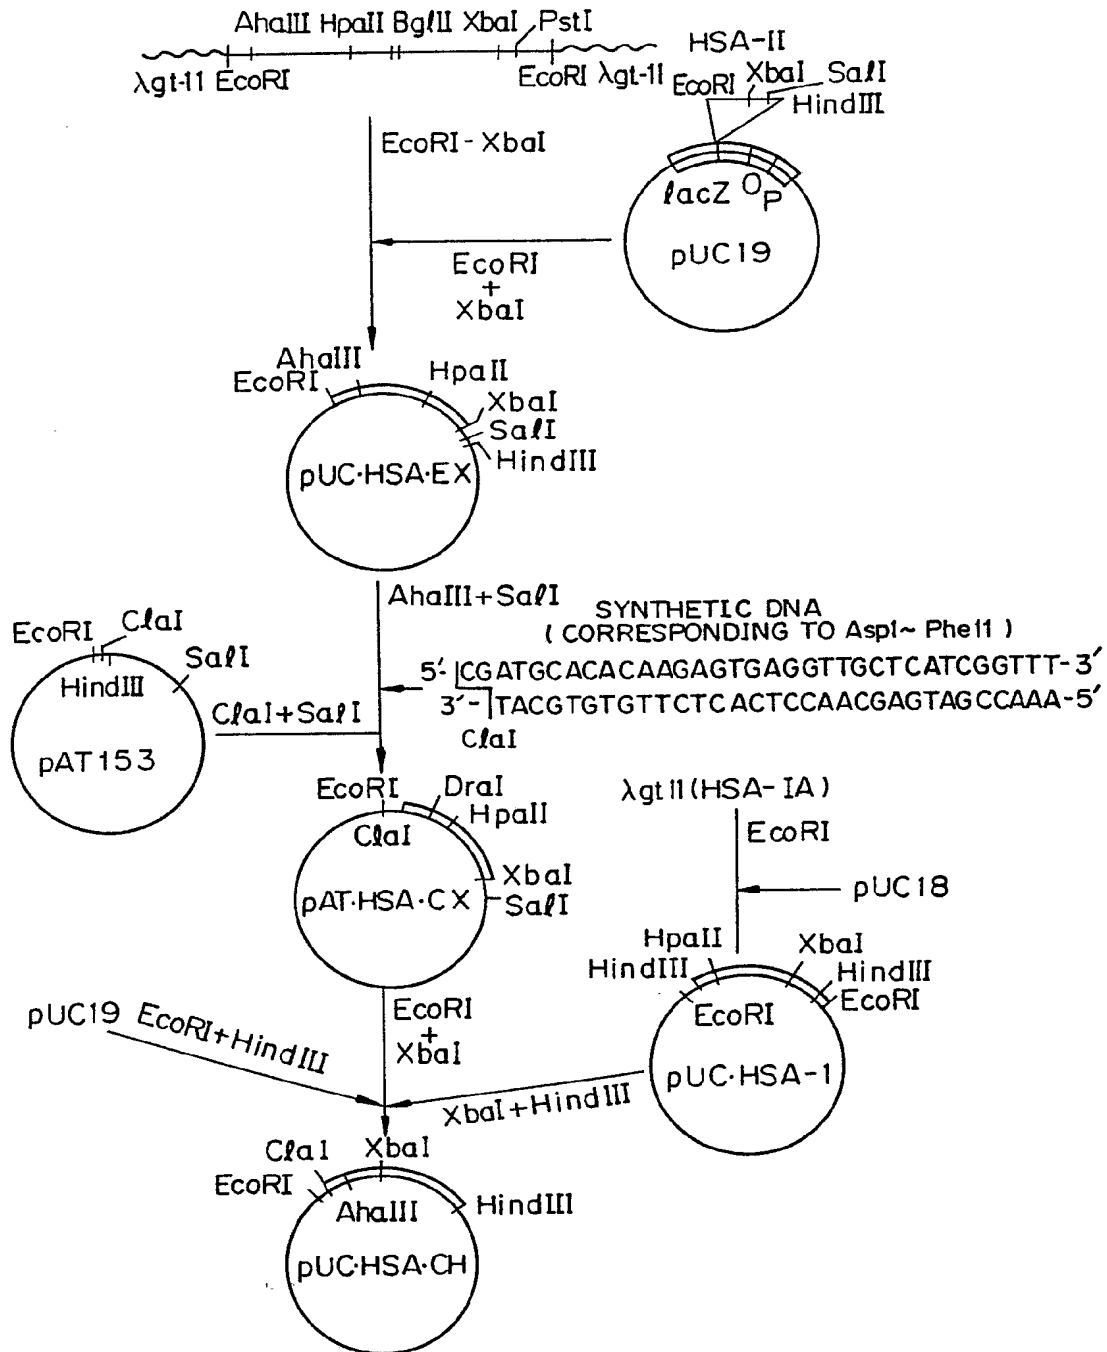 AhaIII HpaII BglII XbaI PstI
λgt-11 EcoRI EcoRI λgt-11
HSA-II
EcoRI XbaI SalI
HindIII
EcoRI-XbaI
lacZ O P
pUC19
EcoRI
+
XbaI
AhaIII
EcoRI
HpaII
XbaI
SalI
HindIII
pUC·HSA·EX
AhaIII+SalI
SYNTHETIC DNA
(CORRESPONDING TO Asp1~ Phe11)
5'-CGATGCACACAAGAGTGAGGTTGCTCATCGGTTT-3'
3'-TACGTGTGTTCTCACTCCAACGAGTAGCCAAA-5'
ClaI
EcoRI ClaI
SalI
HindIII
pAT153
ClaI+SalI
EcoRI DraI
HpaII
ClaI
XbaI
SalI
pAT·HSA·CX
λgt11(HSA-IA)
EcoRI
pUC18
HpaII XbaI
HindIII HindIII
EcoRI EcoRI
pUC·HSA-1
pUC19 EcoRI+HindIII
EcoRI
+
XbaI
XbaI+HindIII
ClaI XbaI
EcoRI
AhaIII HindIII
pUC·HSA·CH